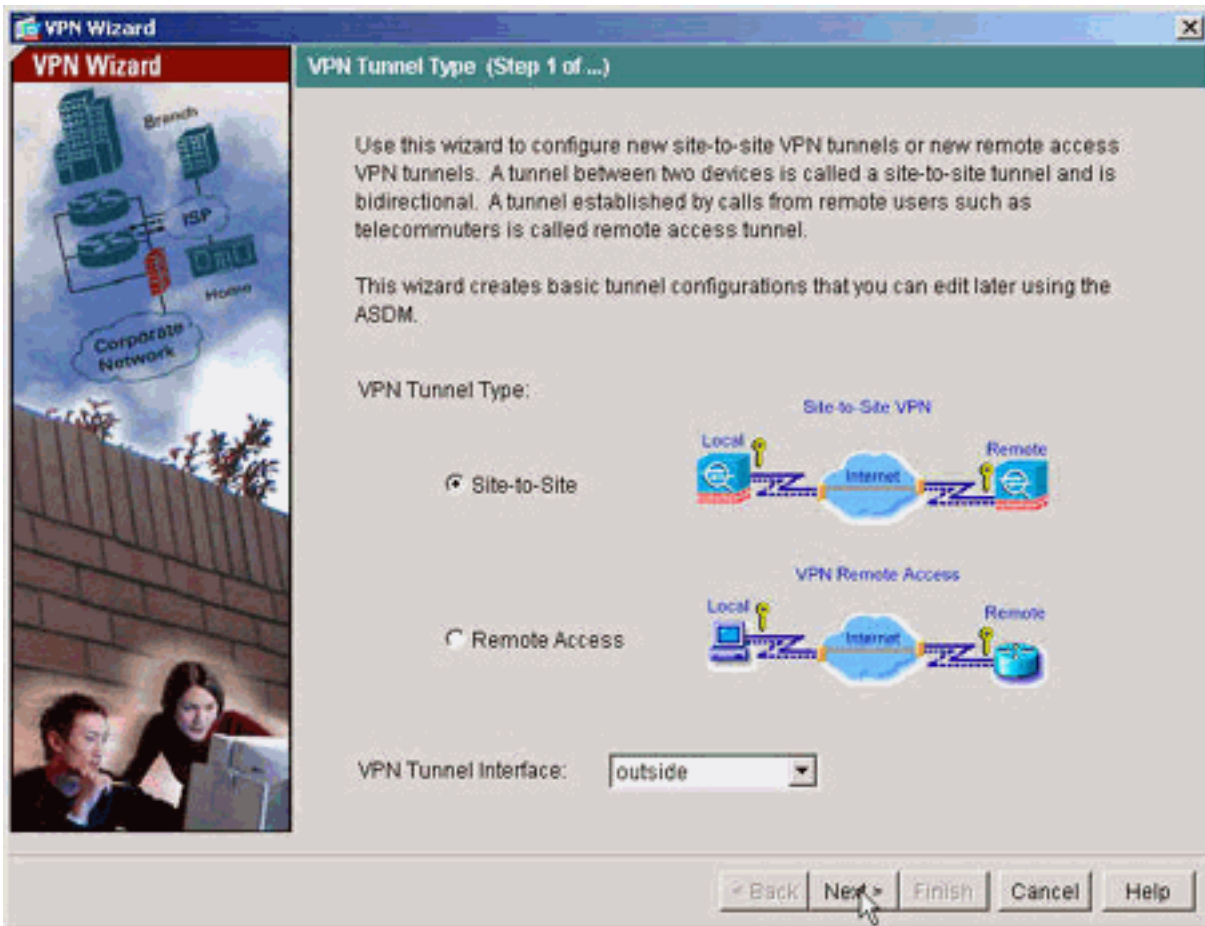 VPN Wizard
VPN Wizard
Branch
ISP
Home
Corporate
Network
VPN Tunnel Type (Step 1 of ...)
Use this wizard to configure new site-to-site VPN tunnels or new remote access
VPN tunnels. A tunnel between two devices is called a site-to-site tunnel and is
bidirectional. A tunnel established by calls from remote users such as
telecommuters is called remote access tunnel.
This wizard creates basic tunnel configurations that you can edit later using the
ASDM.
VPN Tunnel Type:
Site-to-Site VPN
Local
Remote
Internet
Site-to-Site
VPN Remote Access
Local
Remote
Internet
Remote Access
VPN Tunnel Interface: outside
< Back Next > Finish Cancel Help